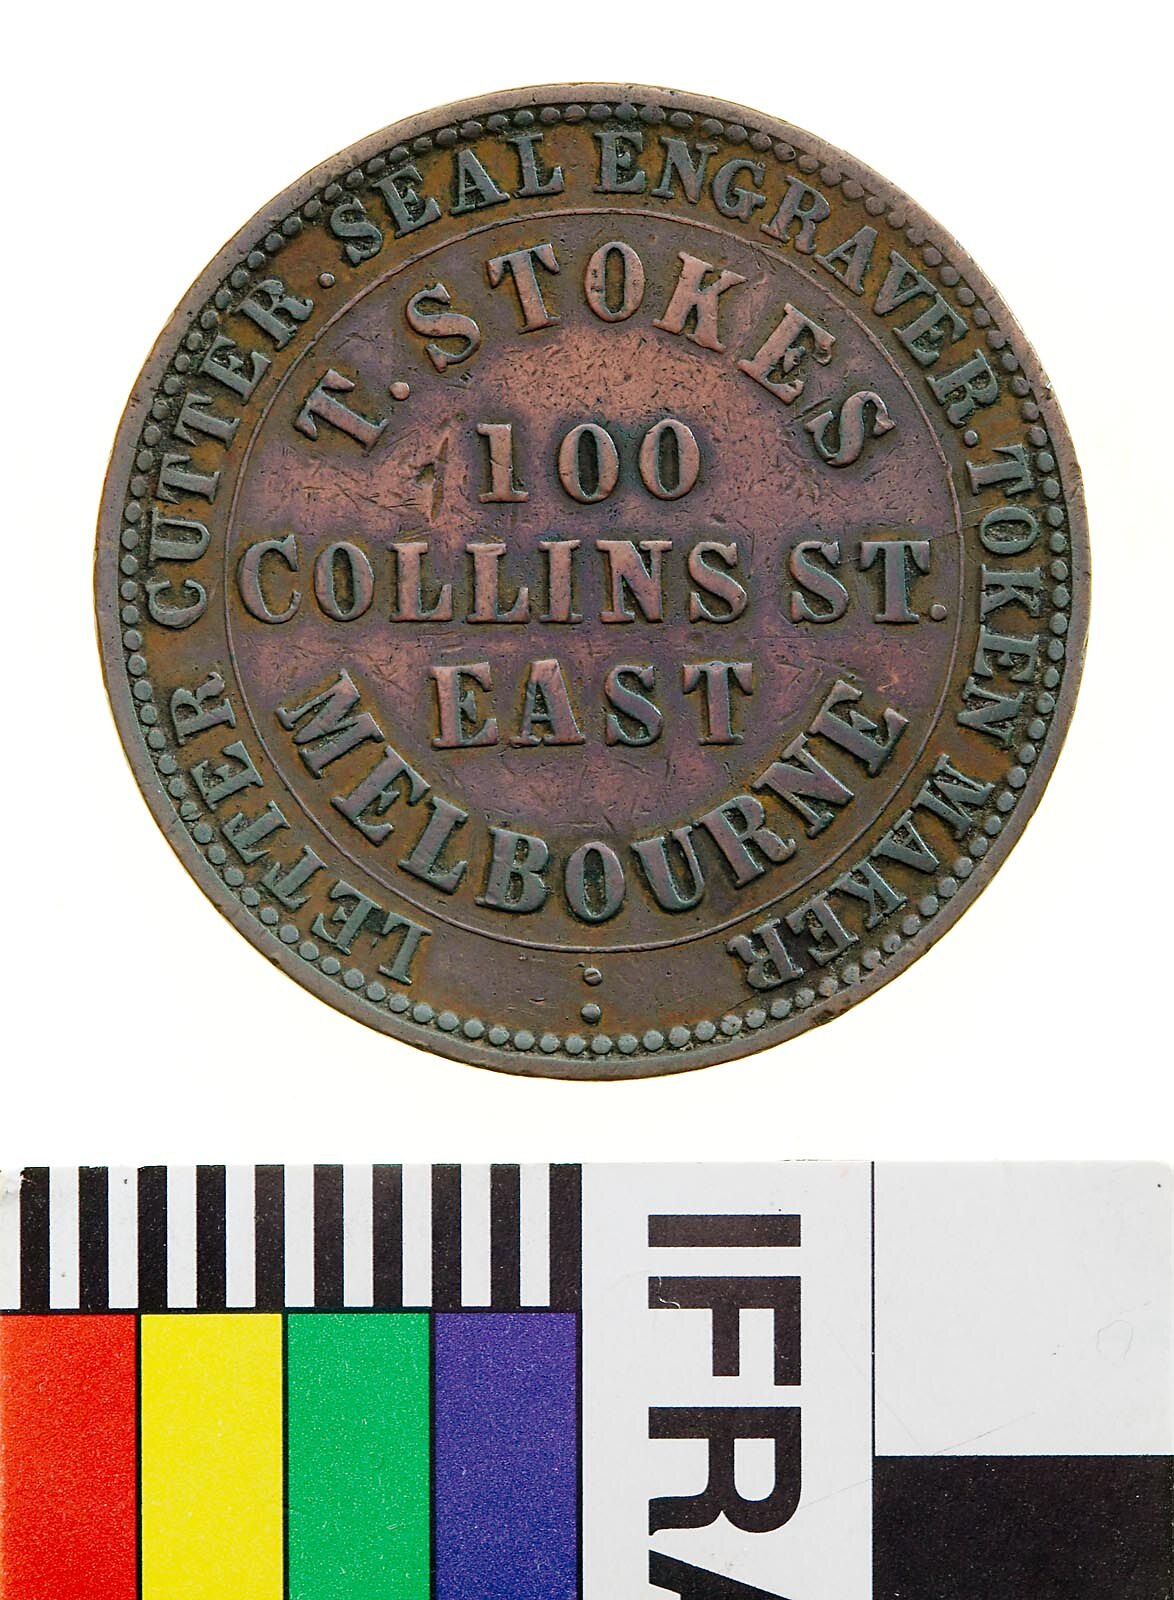 LETTER CUTTER . SEAL ENGRAVER . TOKEN MAKER
T. STOKES
100
COLLINS ST.
EAST
MELBOURNE
IFRA